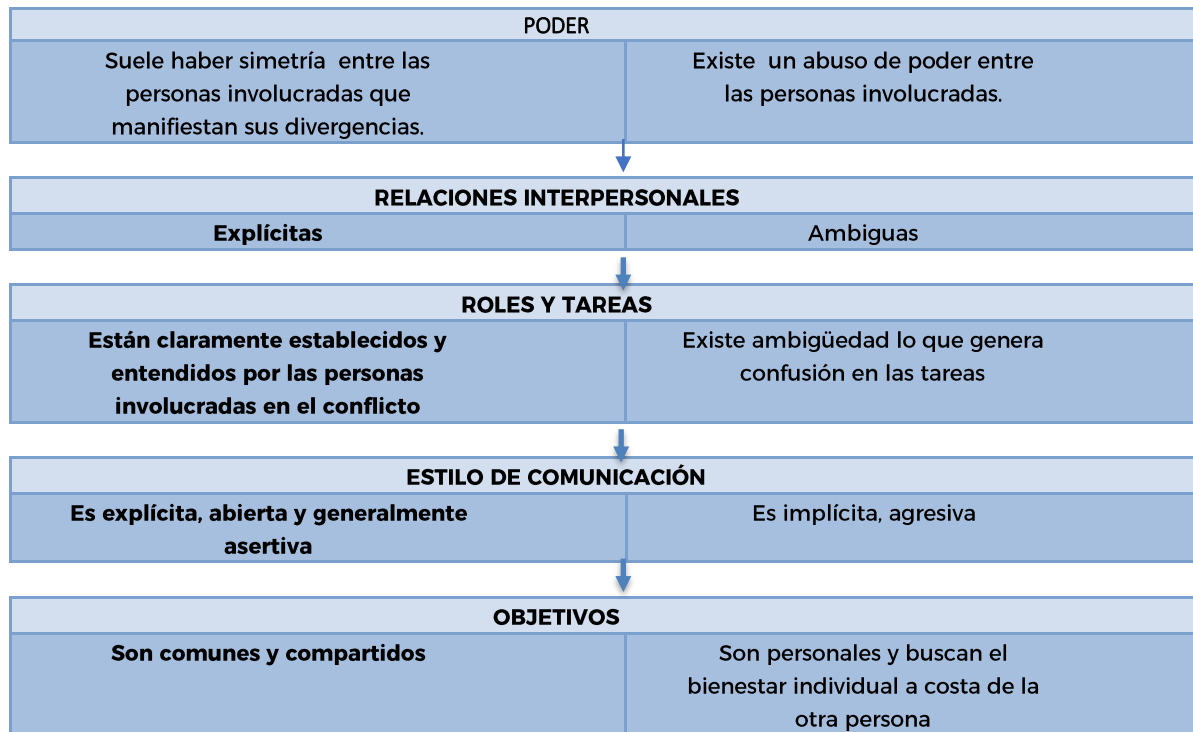 PODER
Suele haber simetría entre las
personas involucradas que
manifiestan sus divergencias.
Existe un abuso de poder entre
las personas involucradas.
RELACIONES INTERPERSONALES
Explícitas
Ambiguas
ROLES Y TAREAS
Están claramente establecidos y
entendidos por las personas
involucradas en el conflicto
Existe ambigüedad lo que genera
confusión en las tareas
ESTILO DE COMUNICACIÓN
Es explícita, abierta y generalmente
asertiva
Es implícita, agresiva
OBJETIVOS
Son comunes y compartidos
Son personales y buscan el
bienestar individual a costa de la
otra persona